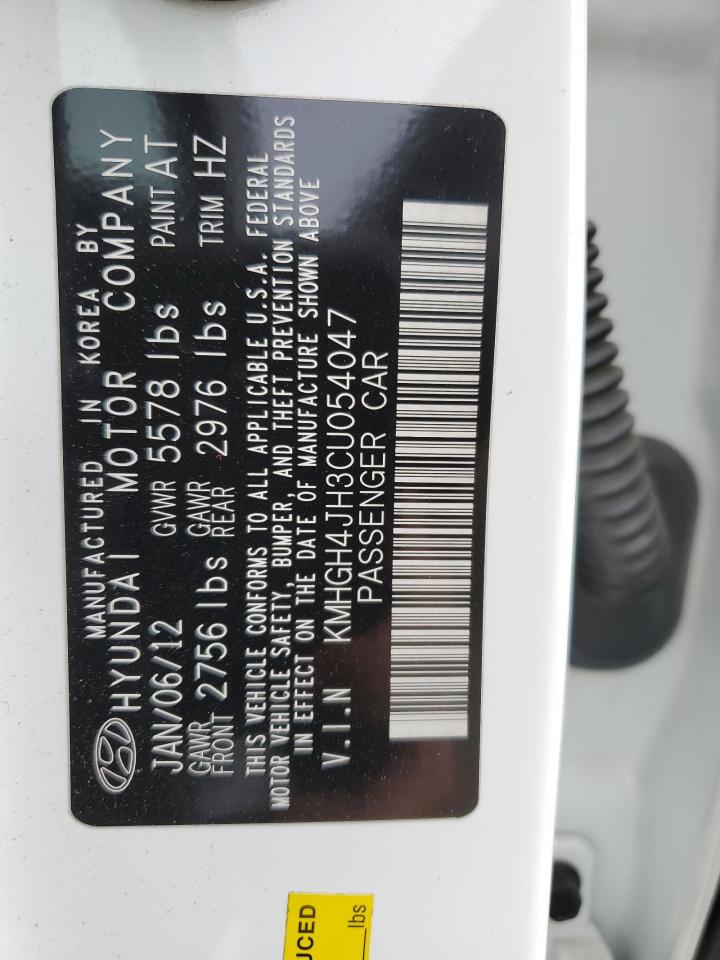 MANUFACTURED IN KOREA BY
HYUNDAI MOTOR COMPANY
JAN/06/12 GVWR 5578 lbs PAINT AT
GAWR FRONT 2756 lbs GAWR REAR 2976 lbs TRIM HZ
THIS VEHICLE CONFORMS TO ALL APPLICABLE U.S.A. FEDERAL
MOTOR VEHICLE SAFETY, BUMPER, AND THEFT PREVENTION STANDARDS
IN EFFECT ON THE DATE OF MANUFACTURE SHOWN ABOVE
V.I.N KMHGH4JH3CU054047
PASSENGER CAR
lbs